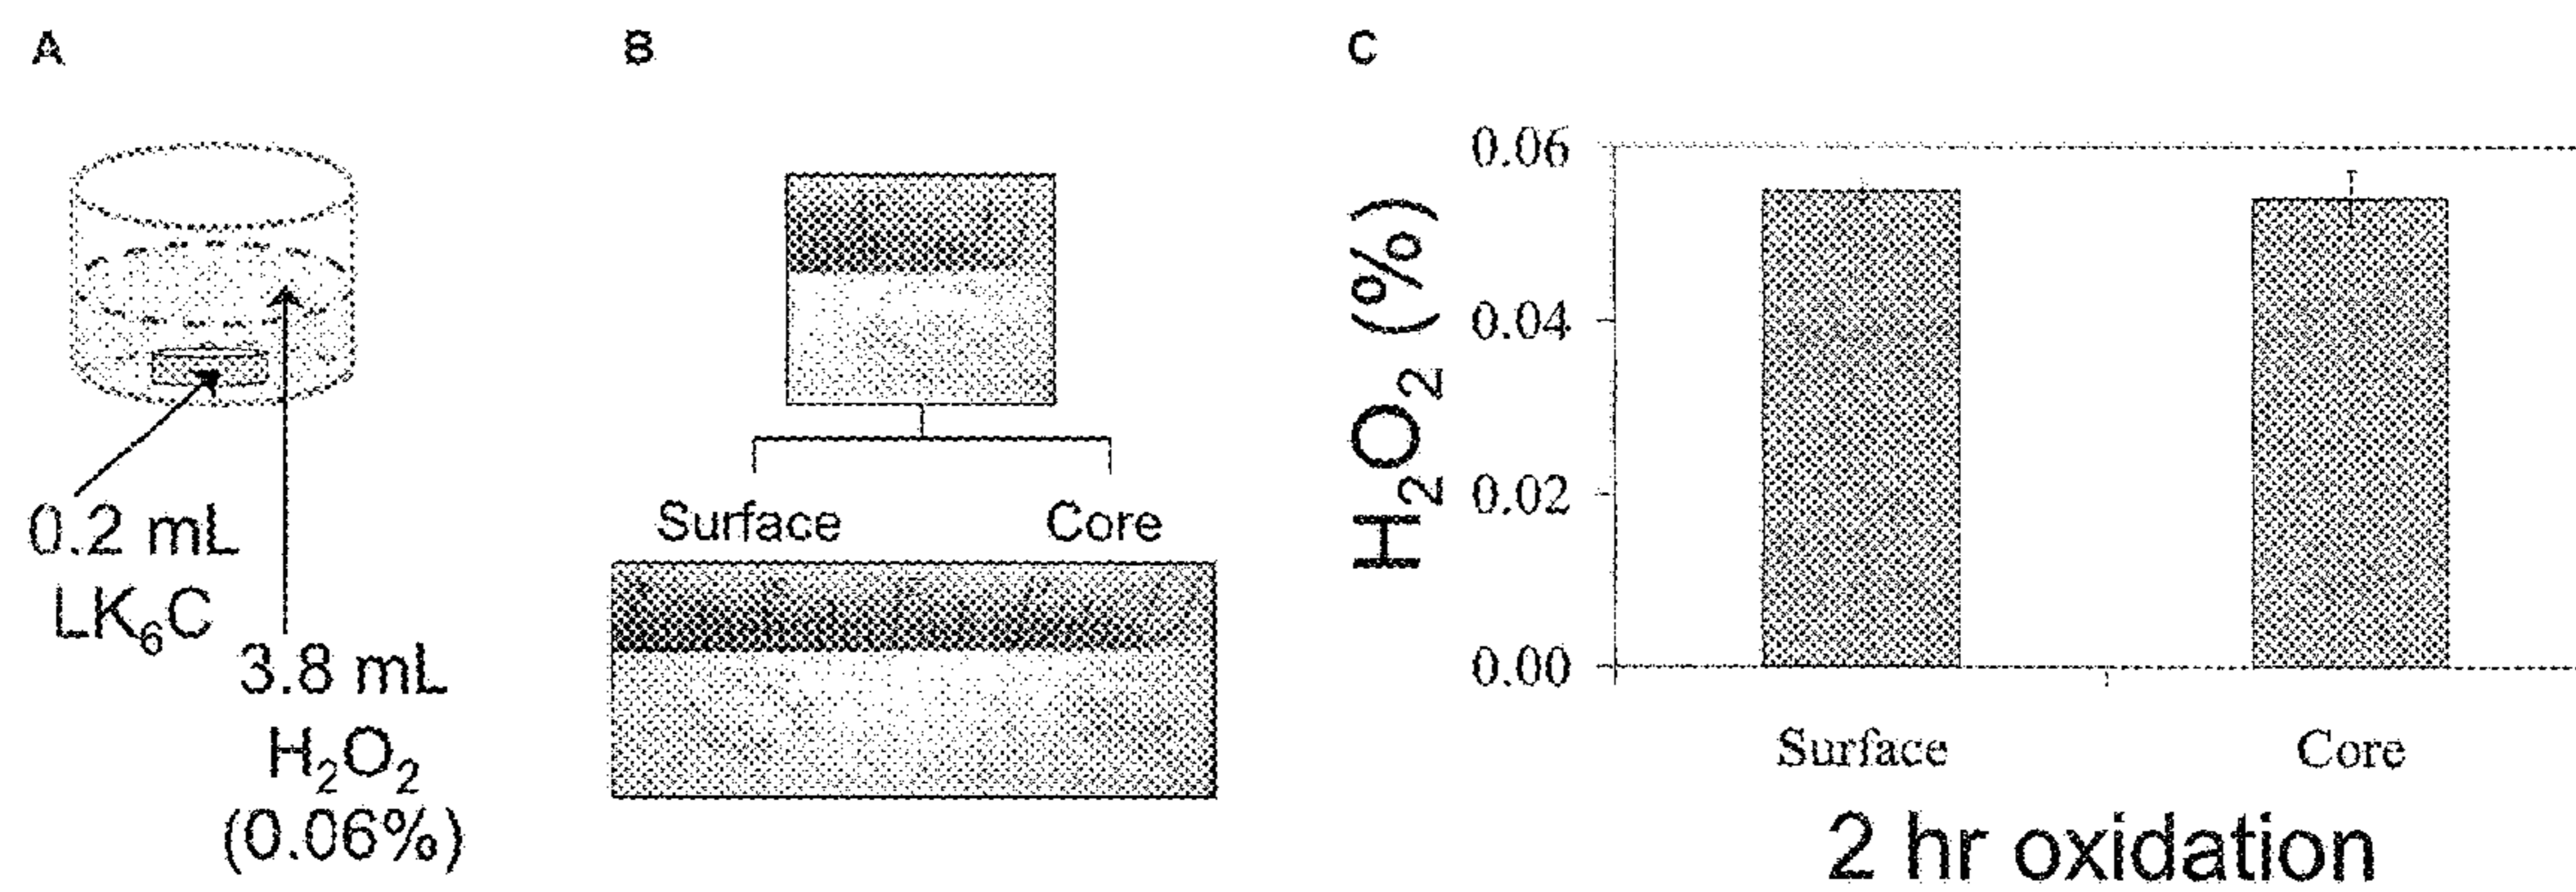 A
0.2 mL
LK₆C
3.8 mL
H₂O₂
(0.06%)
B
Surface Core
C
H₂O₂ (%)
0.06
0.04
0.02
0.00
Surface Core
2 hr oxidation